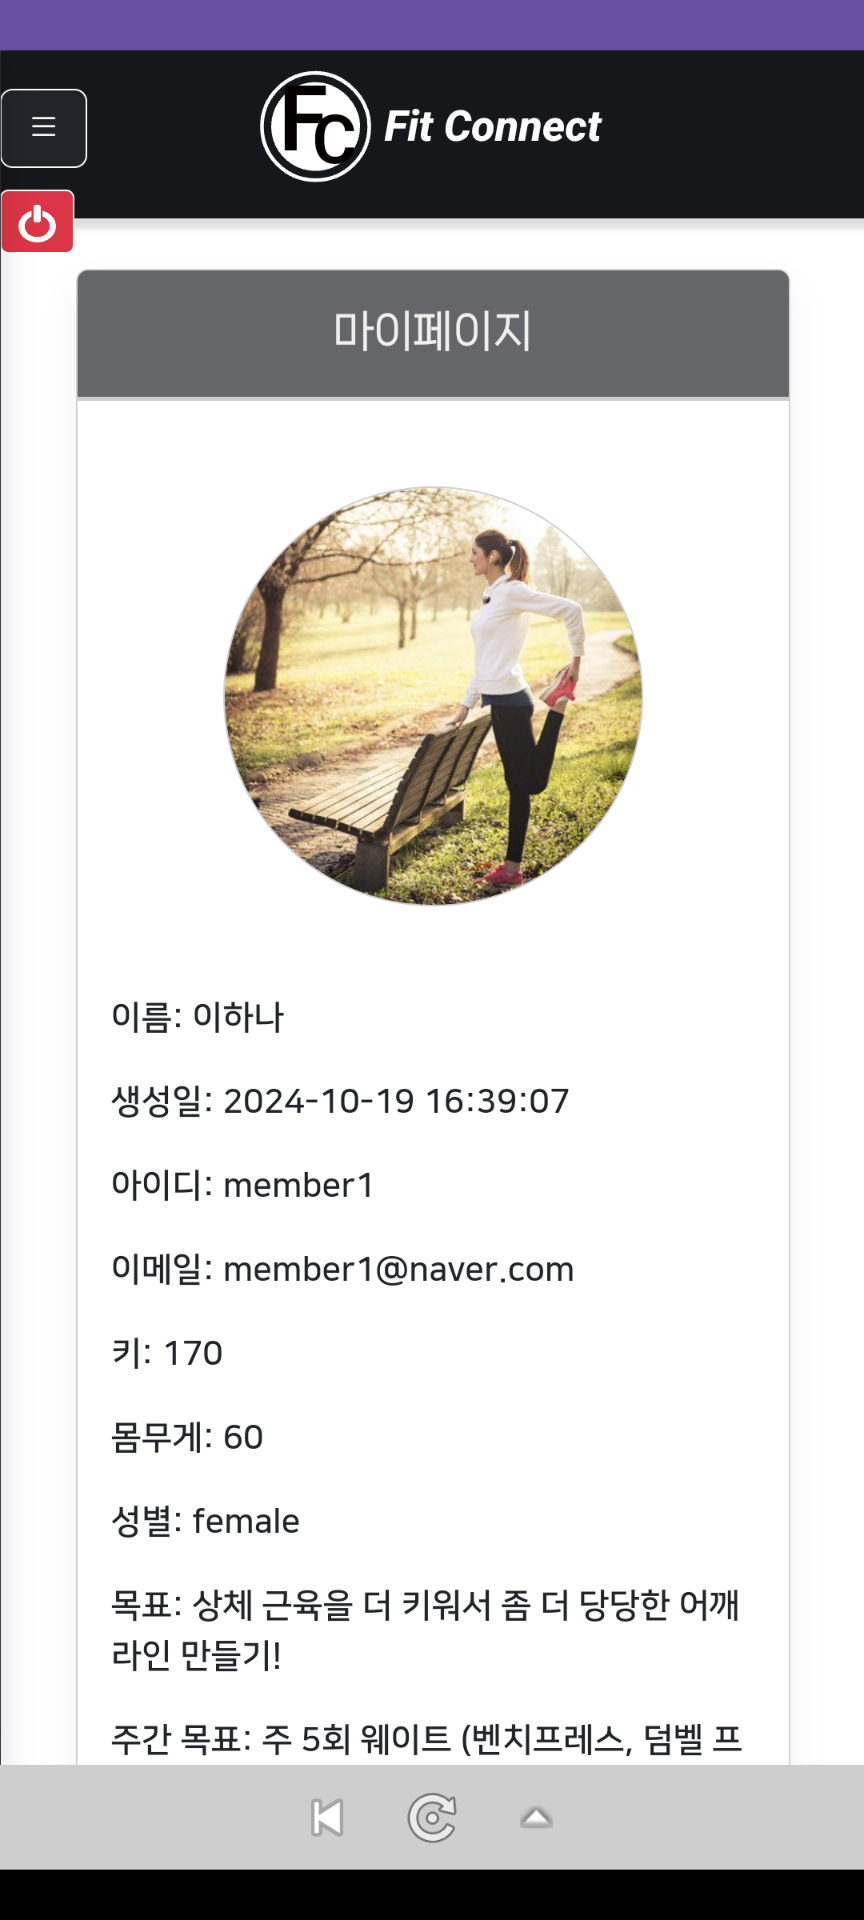 FC Fit Connect
마이페이지
이름: 이하나
생성일: 2024-10-19 16:39:07
아이디: member1
이메일: member1@naver.com
키: 170
몸무게: 60
성별: female
목표: 상체 근육을 더 키워서 좀 더 당당한 어깨
라인 만들기!
주간 목표: 주 5회 웨이트 (벤치프레스, 덤벨 프